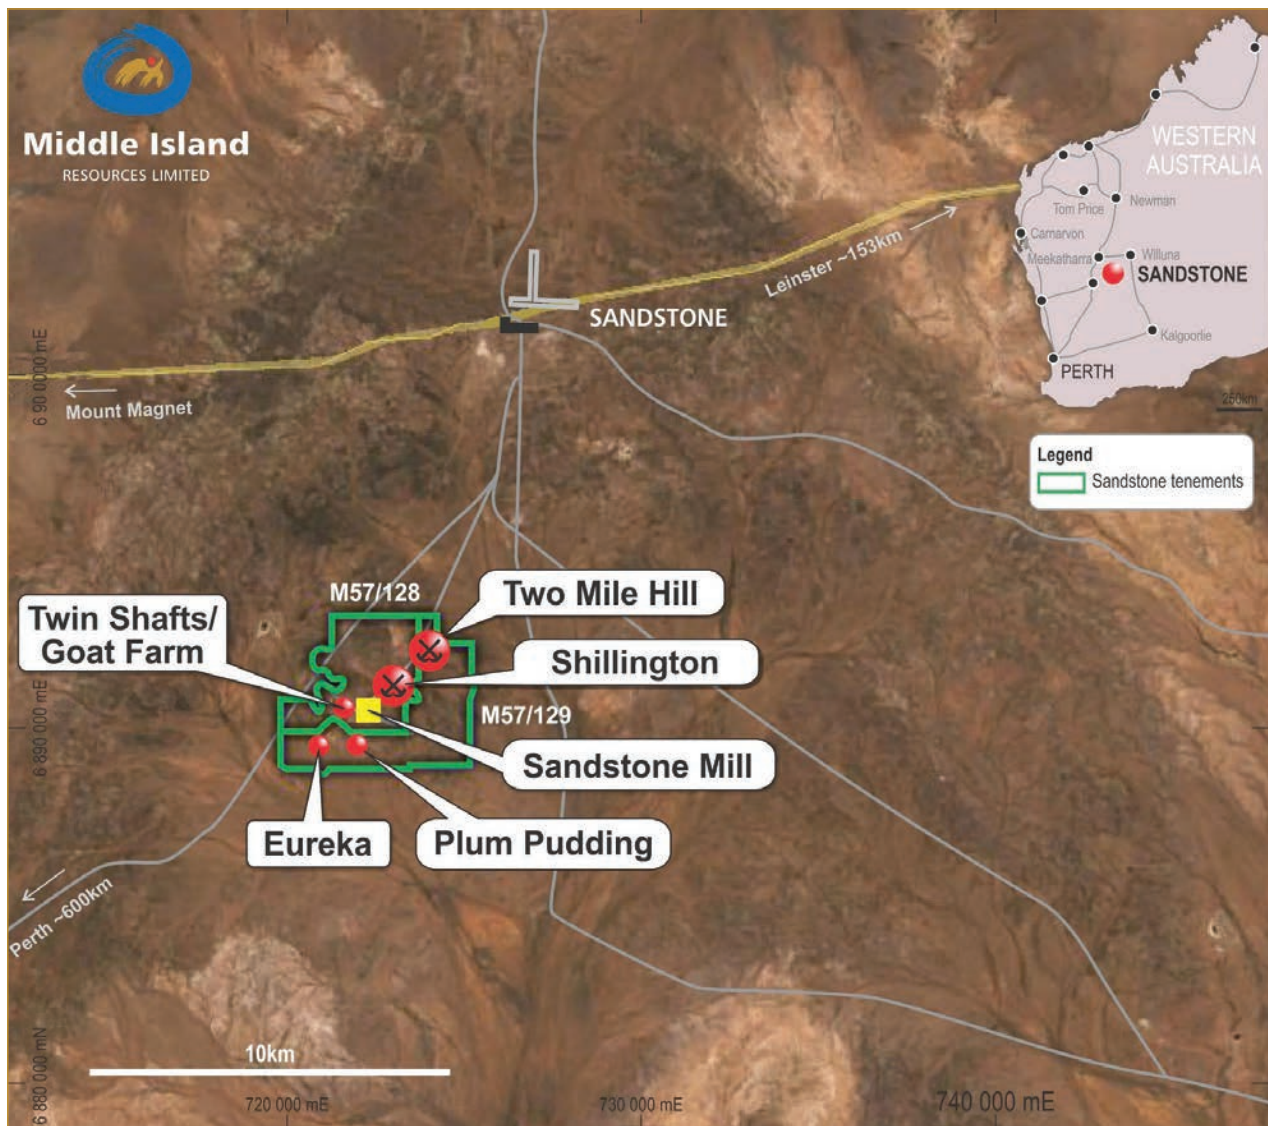 Middle Island
RESOURCES LIMITED
WESTERN
AUSTRALIA
Tom Price
Newman
Carnarvon
Meekatharra
Willuna
SANDSTONE
Kalgoorlie
PERTH
250km
Leinster ~153km
SANDSTONE
Mount Magnet
6 90 0000 mE
Legend
Sandstone tenements
M57/128
Two Mile Hill
Twin Shafts/
Goat Farm
Shillington
M57/129
6 890 000 mE
Sandstone Mill
Eureka
Plum Pudding
Perth ~600km
10km
6 880 000 mN
720 000 mE
730 000 mE
740 000 mE